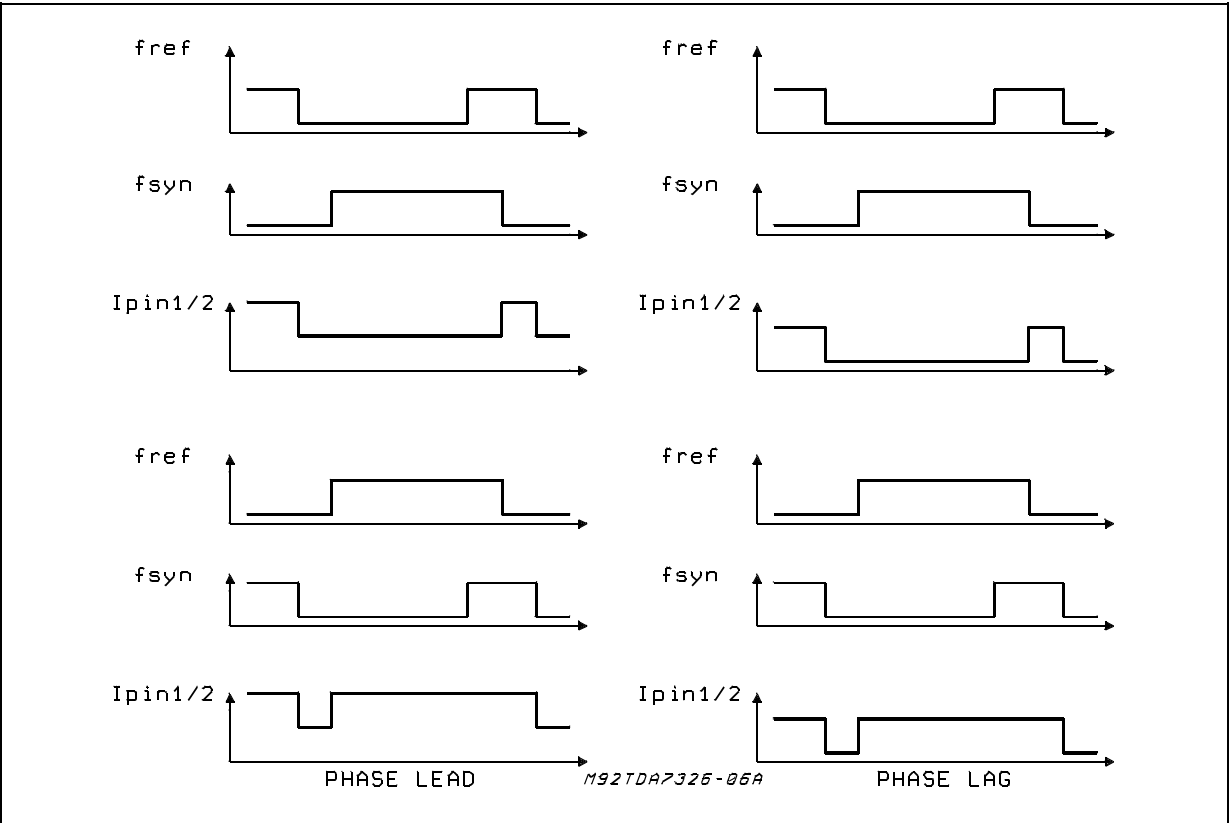 fref fref
fsyn fsyn
Ipin1/2 Ipin1/2
fref fref
fsyn fsyn
Ipin1/2 Ipin1/2
PHASE LEAD M92TDA7326-06A PHASE LAG